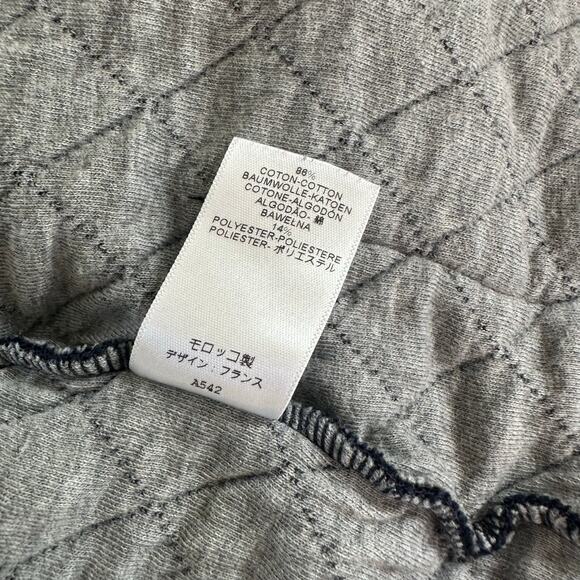 86%
COTON-COTTON
BAUMWOLLE-KATOEN
COTONE-ALGODÓN
ALGODÃO- 綿
BAWEŁNA
14%
POLYESTER-POLIESTERE
POLIESTER- ポリエステル
モロッコ製
デザイン：フランス
A542